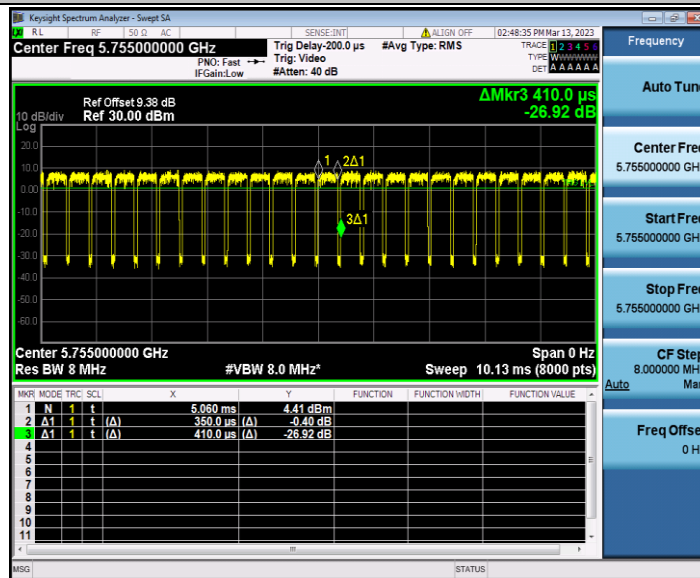 Keysight Spectrum Analyzer - Swept SA
RL RF 50 Ω AC SENSE:INT ALIGN OFF 02:48:35 PM Mar 13, 2023
Center Freq 5.755000000 GHz
PNO: Fast
IFGain:Low
Trig Delay-200.0 µs
Trig: Video
#Atten: 40 dB
#Avg Type: RMS
TRACE 1 2 3 4 5 6
TYPE
DET A A A A A A
Ref Offset 9.38 dB
10 dB/div Ref 30.00 dBm
Log
ΔMkr3 410.0 µs
-26.92 dB
20.0
10.0
0.00
-10.0
-20.0
-30.0
-40.0
-50.0
-60.0
1 2Δ1
3Δ1
Center 5.755000000 GHz Span 0 Hz
Res BW 8 MHz #VBW 8.0 MHz* Sweep 10.13 ms (8000 pts)
MKR MODE TRC SCL X Y FUNCTION FUNCTION WIDTH FUNCTION VALUE
1 N 1 t 5.060 ms 4.41 dBm
2 Δ1 1 t (Δ) 350.0 µs (Δ) -0.40 dB
3 Δ1 1 t (Δ) 410.0 µs (Δ) -26.92 dB
4
5
6
7
8
9
10
11
MSG STATUS
Frequency
Auto Tun
Center Fre
5.755000000 GH
Start Fre
5.755000000 GH
Stop Fre
5.755000000 GH
CF Step
8.000000 MH
Auto Ma
Freq Offse
0 H